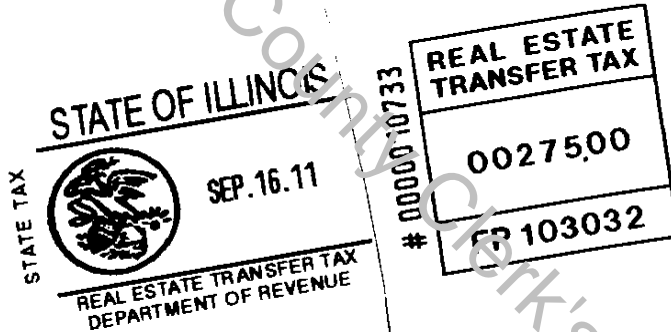 STATE OF ILLINOIS
STATE TAX
SEP.16.11
REAL ESTATE TRANSFER TAX
DEPARTMENT OF REVENUE
# 0000010733
REAL ESTATE
TRANSFER TAX
00275,00
FP 103032
County Clerk's